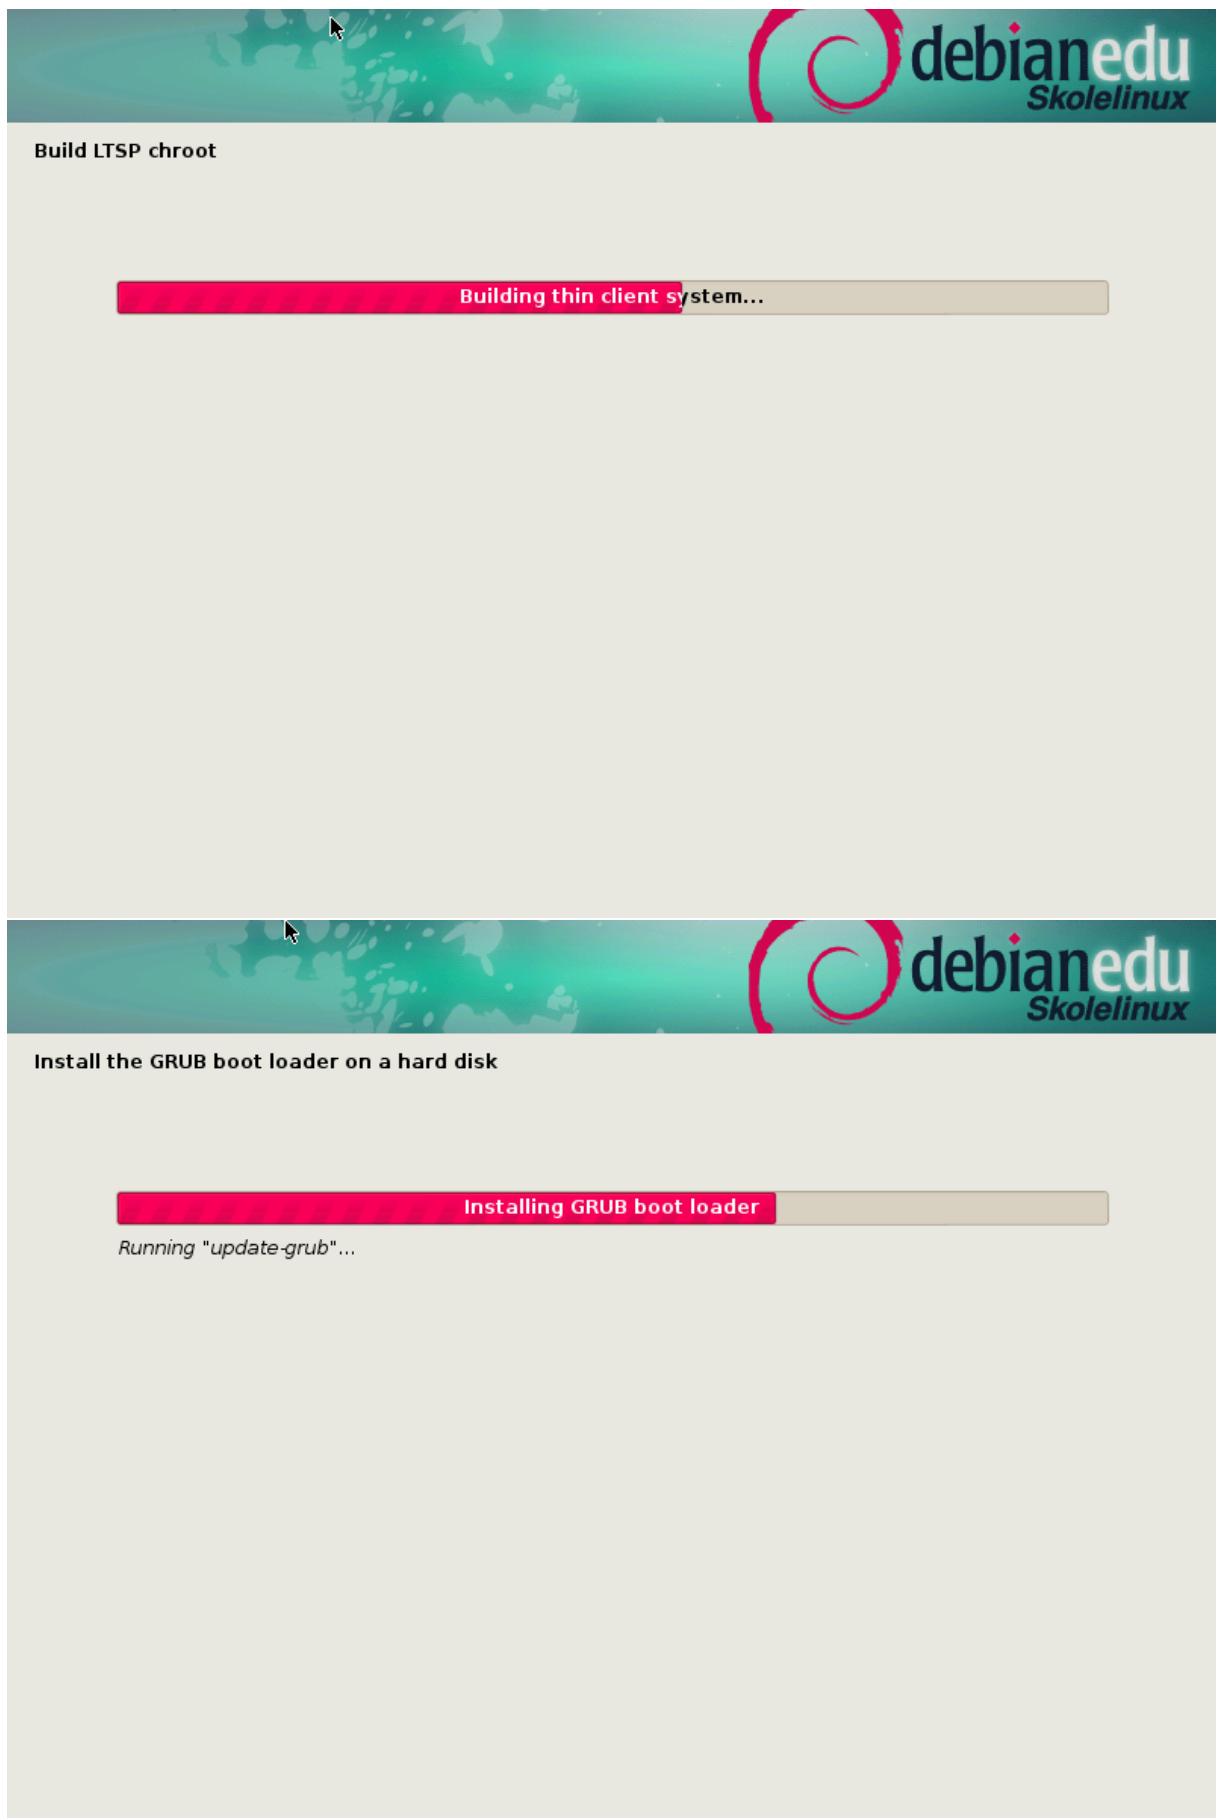 debianedu
Skolelinux
Build LTSP chroot
Building thin client system...
debianedu
Skolelinux
Install the GRUB boot loader on a hard disk
Installing GRUB boot loader
Running "update-grub"...